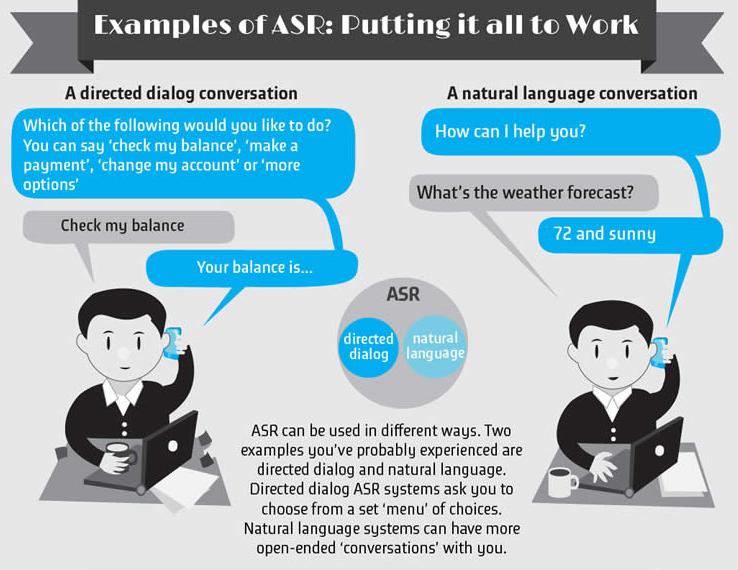 Examples of ASR: Putting it all to Work
A directed dialog conversation
Which of the following would you like to do?
You can say ‘check my balance’, ‘make a
payment’, ‘change my account’ or ‘more
options’
Check my balance
Your balance is...
A natural language conversation
How can I help you?
What’s the weather forecast?
72 and sunny
ASR
directed
dialog
natural
language
ASR can be used in different ways. Two
examples you’ve probably experienced are
directed dialog and natural language.
Directed dialog ASR systems ask you to
choose from a set ‘menu’ of choices.
Natural language systems can have more
open-ended ‘conversations’ with you.